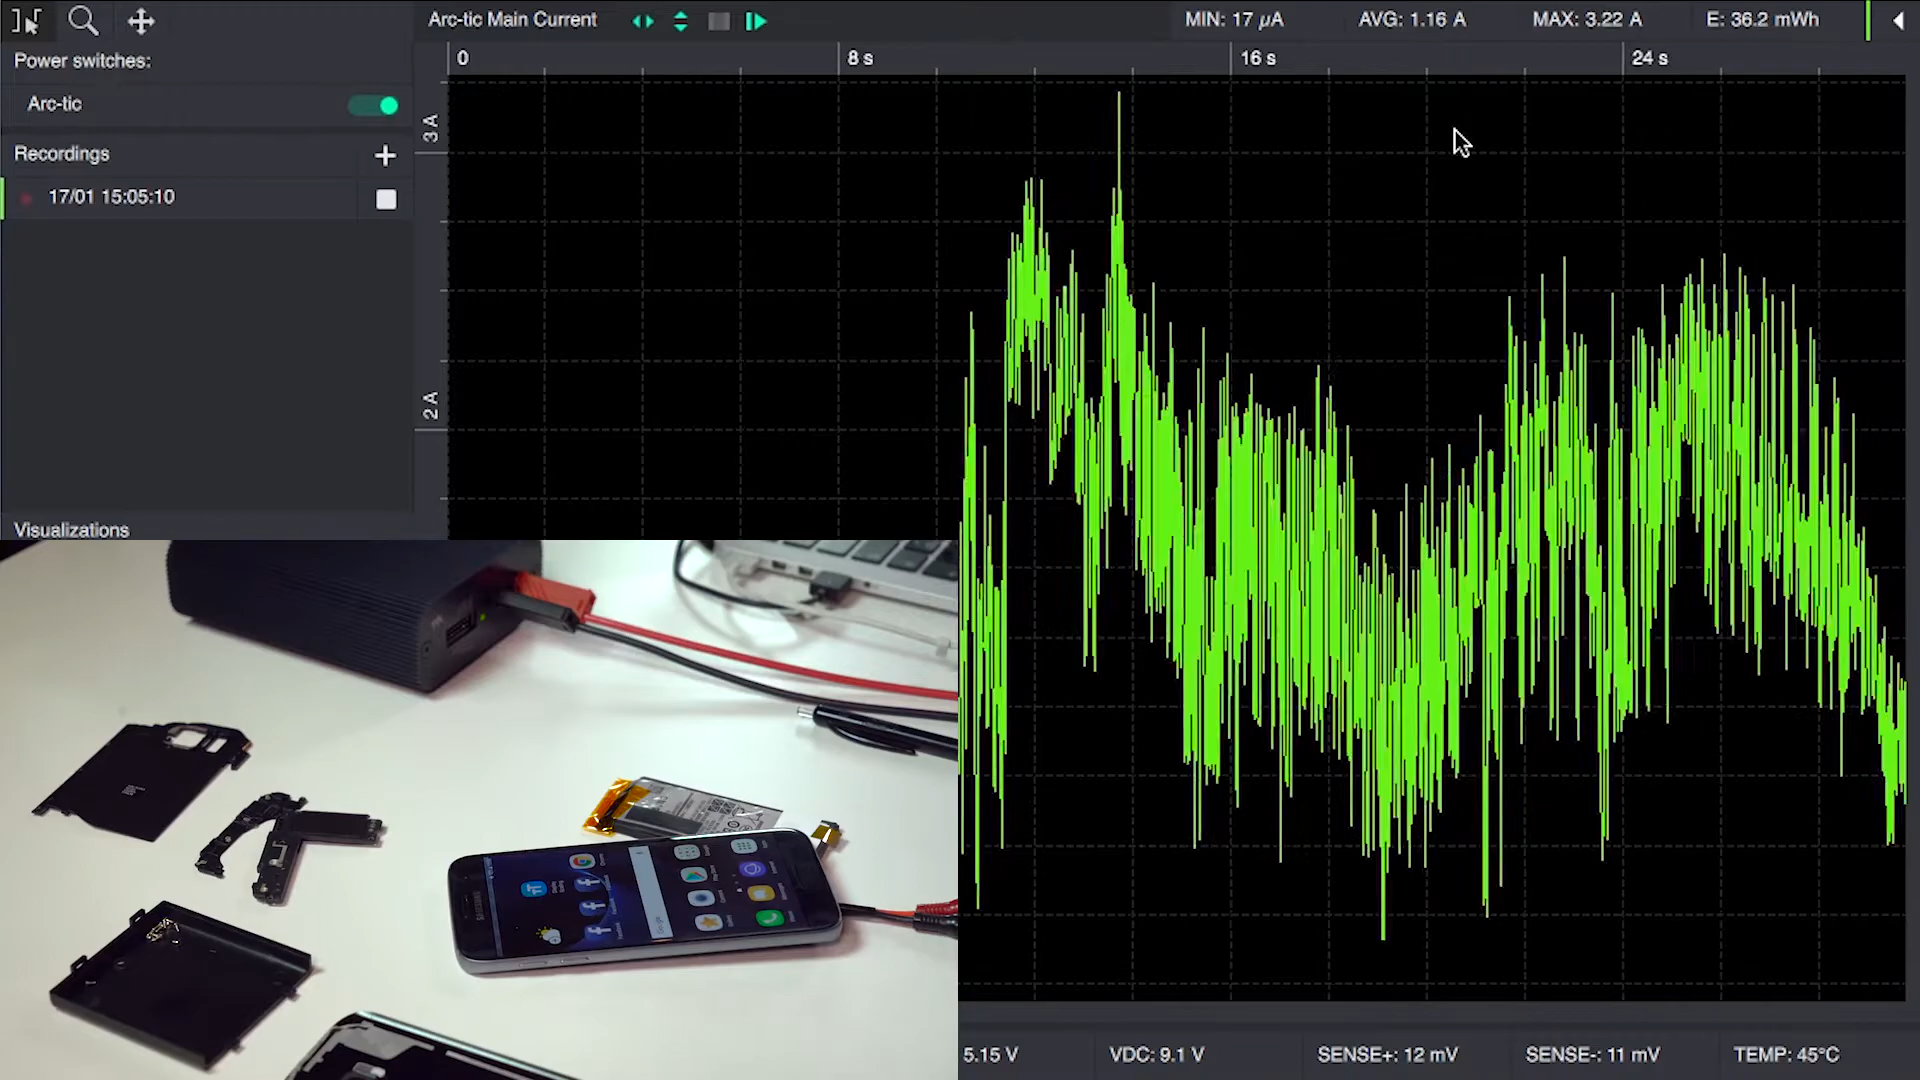 Arc-tic Main Current
MIN: 17 µA
AVG: 1.16 A
MAX: 3.22 A
E: 36.2 mWh
Power switches:
0
8 s
16 s
24 s
Arc-tic
3 A
Recordings
17/01 15:05:10
2 A
Visualizations
SAMSUNG
5.15 V
VDC: 9.1 V
SENSE+: 12 mV
SENSE-: 11 mV
TEMP: 45°C